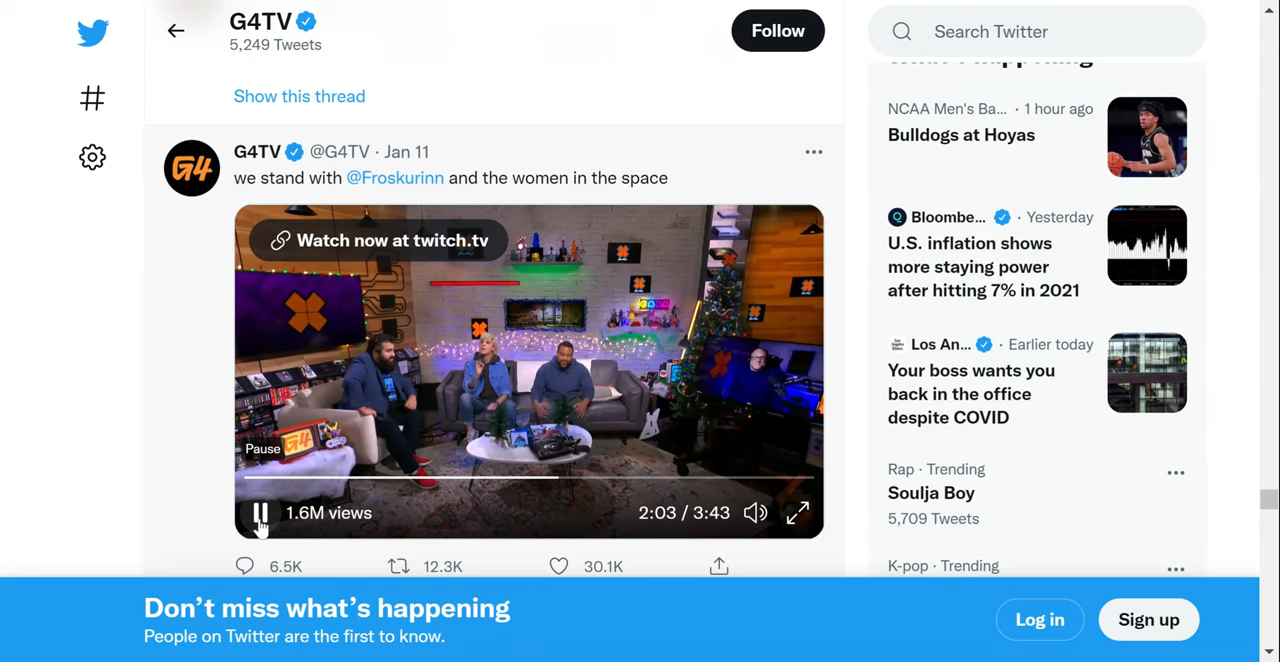 G4TV
5,249 Tweets
Follow
Show this thread
G4
G4TV @G4TV · Jan 11
we stand with @Froskurinn and the women in the space
Watch now at twitch.tv
G4
Pause
1.6M views
2:03 / 3:43
6.5K
12.3K
30.1K
Search Twitter
NCAA Men's Ba... · 1 hour ago
Bulldogs at Hoyas
Bloombe... · Yesterday
U.S. inflation shows
more staying power
after hitting 7% in 2021
Los An... · Earlier today
Your boss wants you
back in the office
despite COVID
Rap · Trending
Soulja Boy
5,709 Tweets
K-pop · Trending
Don't miss what's happening
People on Twitter are the first to know.
Log in
Sign up